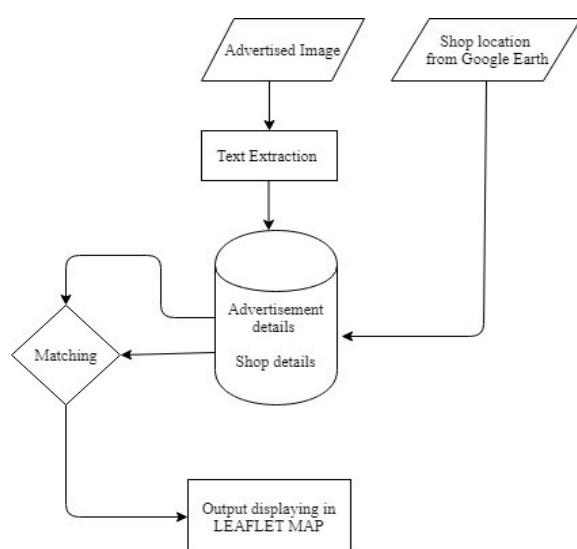 Advertised Image
Shop location
from Google Earth
Text Extraction
Advertisement
details
Shop details
Matching
Output displaying in
LEAFLET MAP